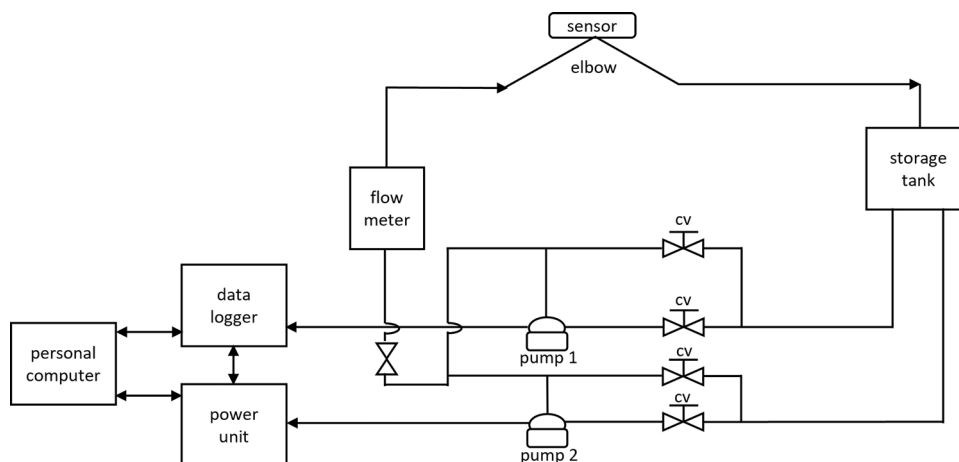 sensor
elbow
storage
tank
flow
meter
cv
data
logger
cv
personal
computer
pump 1
cv
power
unit
cv
pump 2